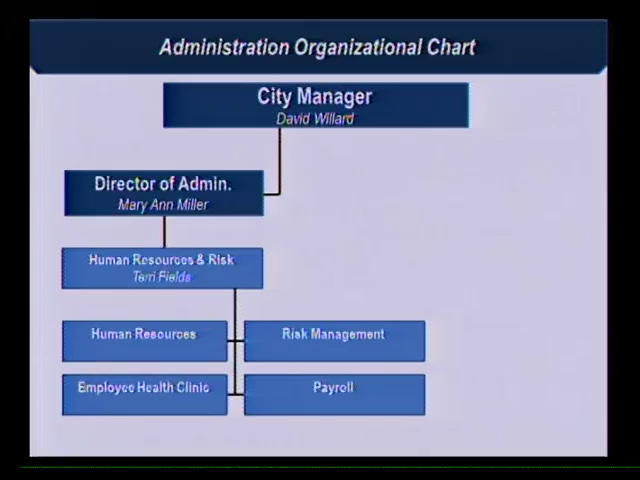 Administration Organizational Chart
City Manager
David Willard
Director of Admin.
Mary Ann Miller
Human Resources & Risk
Terri Fields
Human Resources
Risk Management
Employee Health Clinic
Payroll